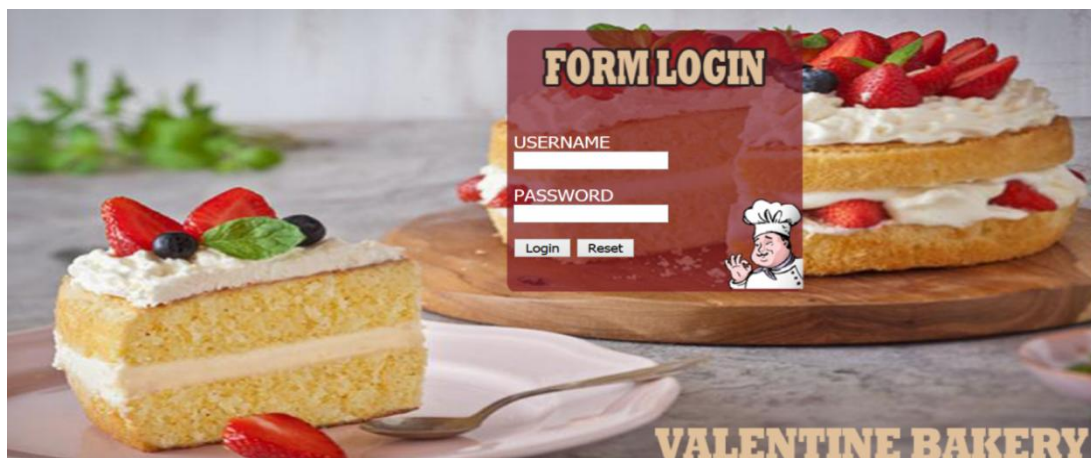 FORM LOGIN
USERNAME
PASSWORD
Login Reset
VALENTINE BAKERY